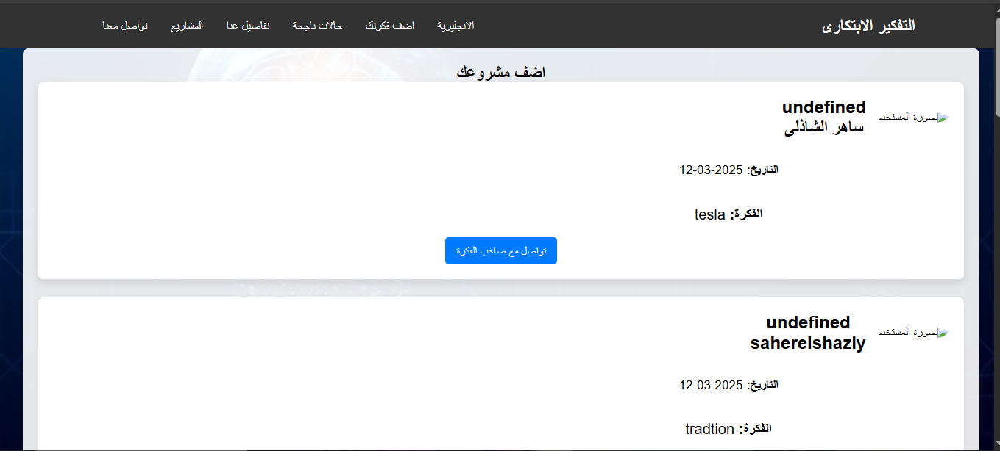 التفكير الابتكارى
الانجليزية
اضف فكرتك
حالات ناجحة
تفاصيل عنا
المشاريع
تواصل معنا
اضف مشروعك
صورة المستخد
undefined
ساهر الشاذلى
التاريخ: 2025-03-12
الفكرة: tesla
تواصل مع صاحب الفكرة
صورة المستخد
undefined
saherelshazly
التاريخ: 2025-03-12
الفكرة: tradtion